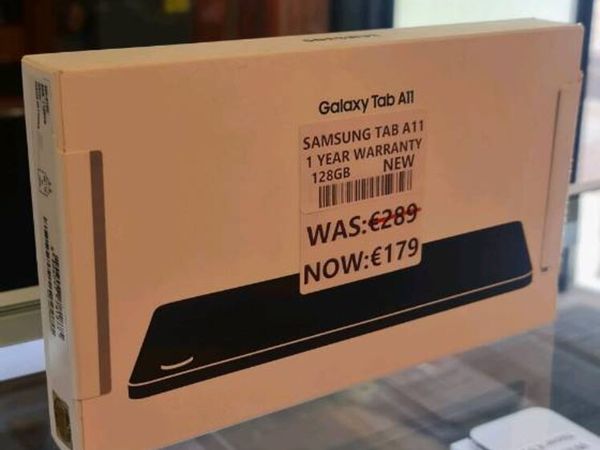 Galaxy Tab A11
SAMSUNG TAB A11
1 YEAR WARRANTY
128GB NEW
WAS:€289
NOW:€179